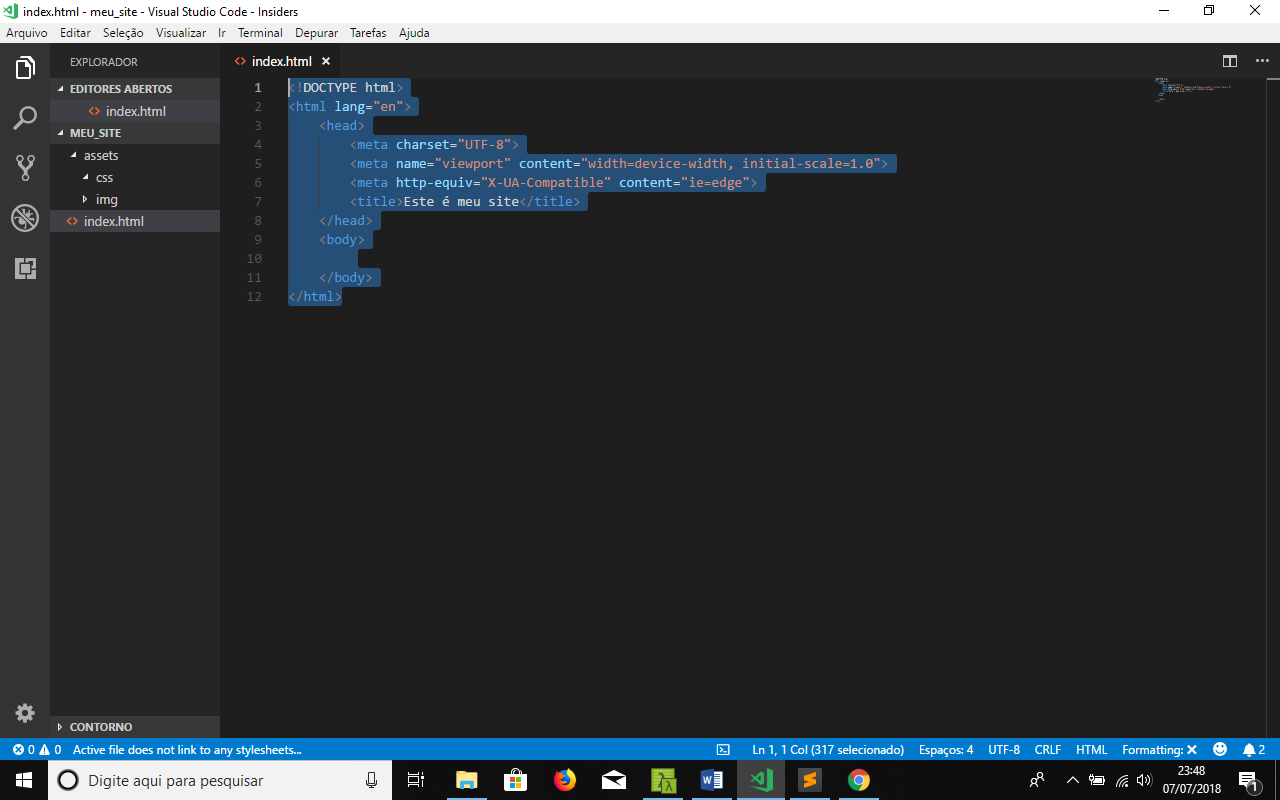 index.html - meu_site - Visual Studio Code - Insiders
Arquivo Editar Seleção Visualizar Ir Terminal Depurar Tarefas Ajuda
EXPLORADOR
EDITORES ABERTOS
index.html
MEU_SITE
assets
css
img
index.html
CONTORNO
index.html
1 <!DOCTYPE html>
2 <html lang="en">
3 <head>
4 <meta charset="UTF-8">
5 <meta name="viewport" content="width=device-width, initial-scale=1.0">
6 <meta http-equiv="X-UA-Compatible" content="ie=edge">
7 <title>Este é meu site</title>
8 </head>
9 <body>
10
11 </body>
12 </html>
0 0 Active file does not link to any stylesheets... Ln 1, 1 Col (317 selecionado) Espaços: 4 UTF-8 CRLF HTML Formatting: 2
Digite aqui para pesquisar
23:48
07/07/2018
1